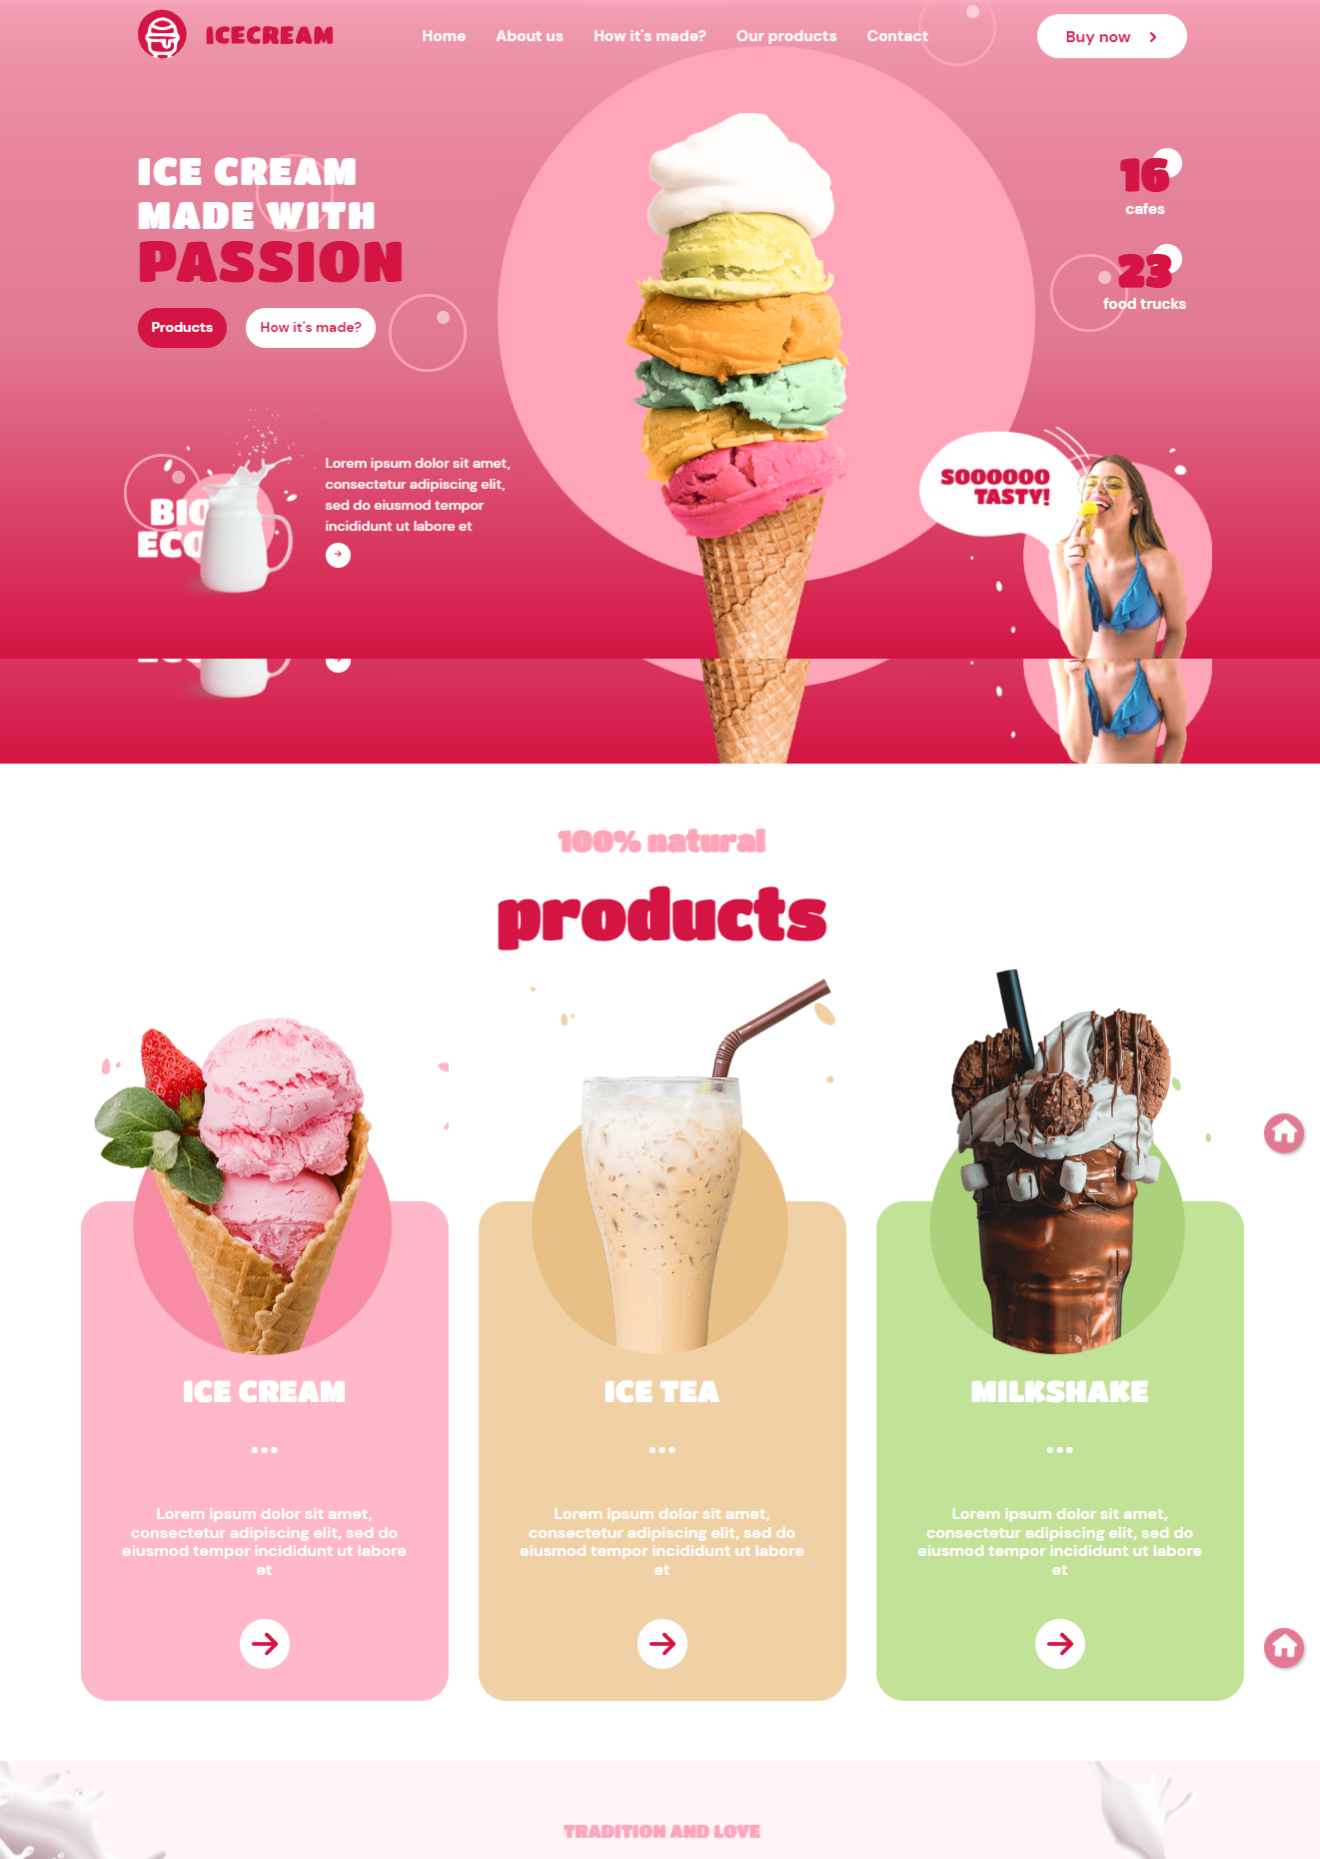 ICECREAM
Home
About us
How it's made?
Our products
Contact
Buy now
ICE CREAM
MADE WITH
PASSION
Products
How it's made?
16
cafes
23
food trucks
BIO
ECO
Lorem ipsum dolor sit amet,
consectetur adipiscing elit,
sed do eiusmod tempor
incididunt ut labore et
SOOOOOO
TASTY!
100% natural
products
ICE CREAM
...
Lorem ipsum dolor sit amet,
consectetur adipiscing elit, sed do
eiusmod tempor incididunt ut labore
et
ICE TEA
...
Lorem ipsum dolor sit amet,
consectetur adipiscing elit, sed do
eiusmod tempor incididunt ut labore
et
MILKSHAKE
...
Lorem ipsum dolor sit amet,
consectetur adipiscing elit, sed do
eiusmod tempor incididunt ut labore
et
TRADITION AND LOVE